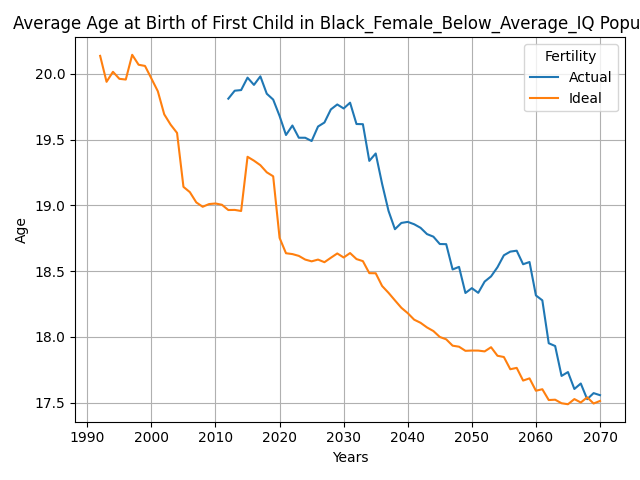 Average Age at Birth of First Child in Black_Female_Below_Average_IQ Popu
Fertility
Actual
Ideal
Age
20.0
19.5
19.0
18.5
18.0
17.5
1990 2000 2010 2020 2030 2040 2050 2060 2070
Years